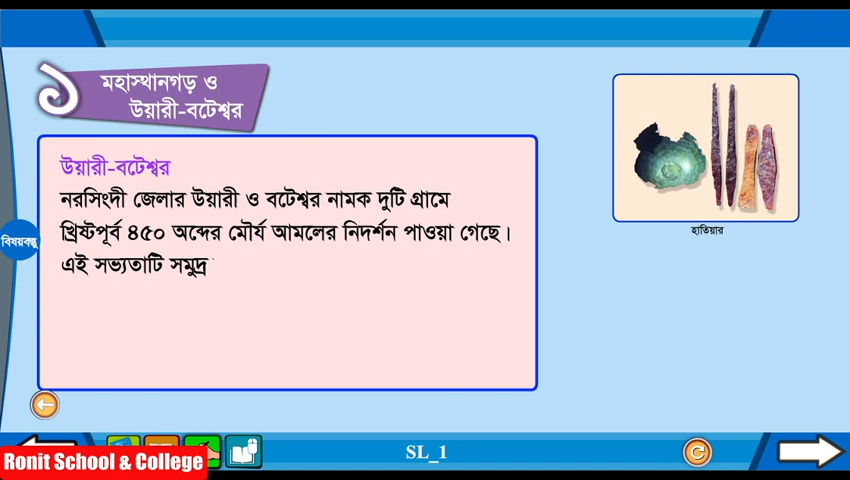 ১
মহাস্থানগড় ও
উয়ারী-বটেশ্বর
উয়ারী-বটেশ্বর
নরসিংদী জেলার উয়ারী ও বটেশ্বর নামক দুটি গ্রামে
খ্রিষ্টপূর্ব ৪৫০ অব্দের মৌর্য আমলের নিদর্শন পাওয়া গেছে।
এই সভ্যতাটি সমুদ্র
হাতিয়ার
বিষয়বস্তু
SL_1
Ronit School & College